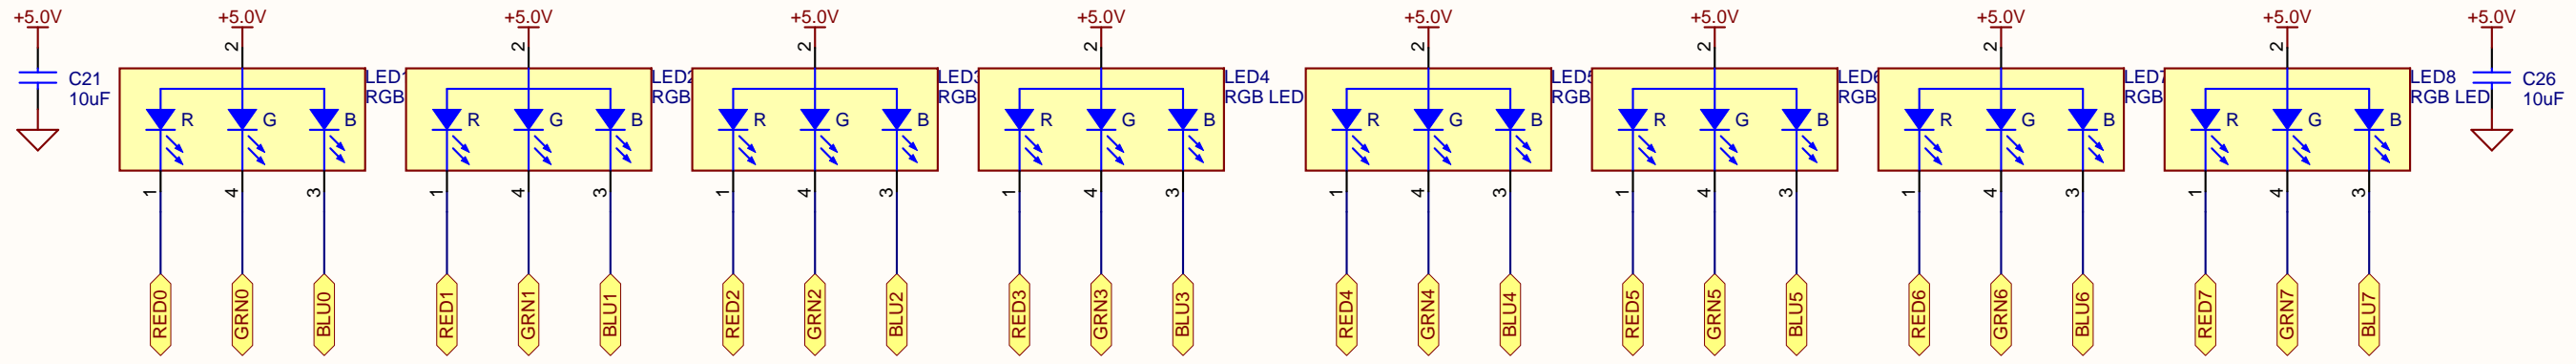 +5.0V +5.0V +5.0V +5.0V +5.0V +5.0V +5.0V +5.0V +5.0V +5.0V
2 2 2 2 2 2 2 2
C21 LED1 LED2 LED3 LED4 LED5 LED6 LED7 LED8 C26
10uF RGB RGB RGB RGB LED RGB RGB RGB RGB LED 10uF
R G B R G B R G B R G B R G B R G B R G B R G B
1 4 3 1 4 3 1 4 3 1 4 3 1 4 3 1 4 3 1 4 3 1 4 3
RED0 GRN0 BLU0 RED1 GRN1 BLU1 RED2 GRN2 BLU2 RED3 GRN3 BLU3 RED4 GRN4 BLU4 RED5 GRN5 BLU5 RED6 GRN6 BLU6 RED7 GRN7 BLU7